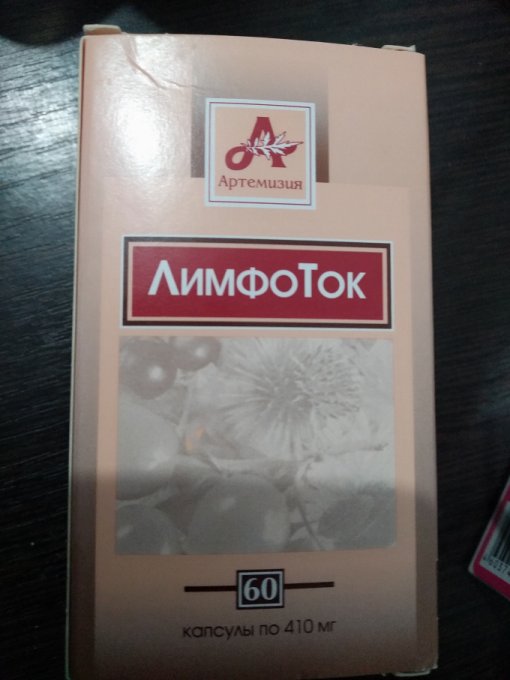 Артемизия
ЛимфоТок
60
капсулы по 410 мг